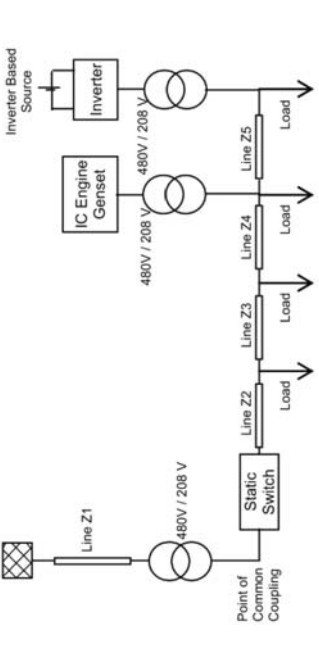 Line Z1
480V / 208 V
Point of
Common
Coupling
Static
Switch
Line Z2
Load
Line Z3
Load
IC Engine
Genset
480V / 208 V
Line Z4
Load
Inverter Based
Source
Inverter
480V / 208 V
Line Z5
Load